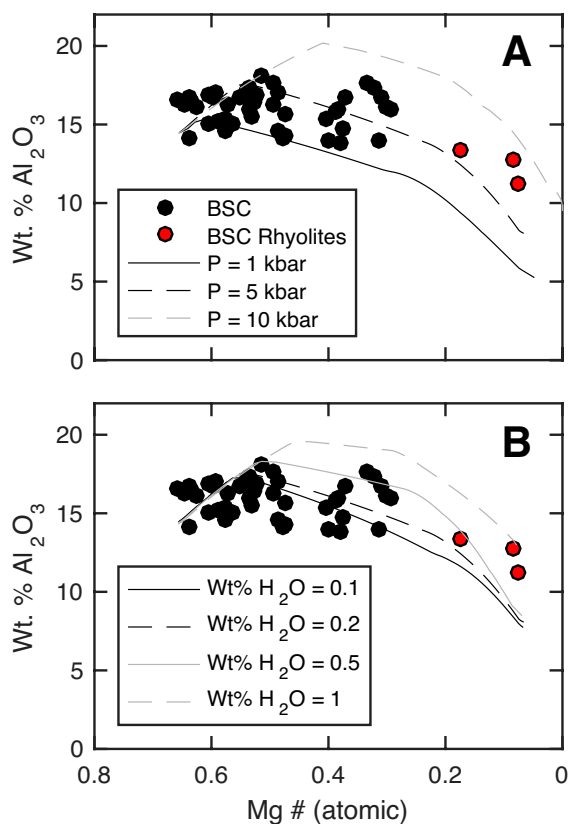 A
20
15
10
5
0
Wt. % Al2O3
BSC
BSC Rhyolites
P = 1 kbar
P = 5 kbar
P = 10 kbar
B
20
15
10
5
0
Wt. % Al2O3
Wt% H2O = 0.1
Wt% H2O = 0.2
Wt% H2O = 0.5
Wt% H2O = 1
0.8 0.6 0.4 0.2 0
Mg # (atomic)